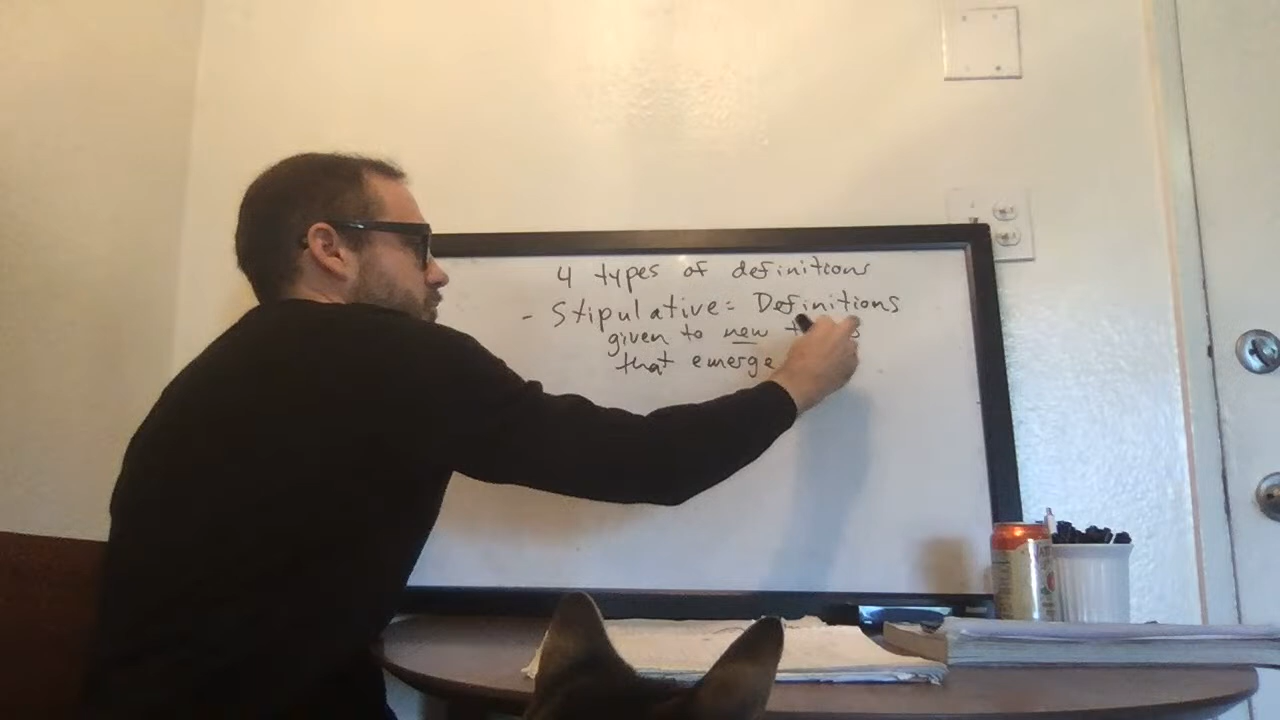 4 types of definitions
- Stipulative = Definitions
given to new
that emerge